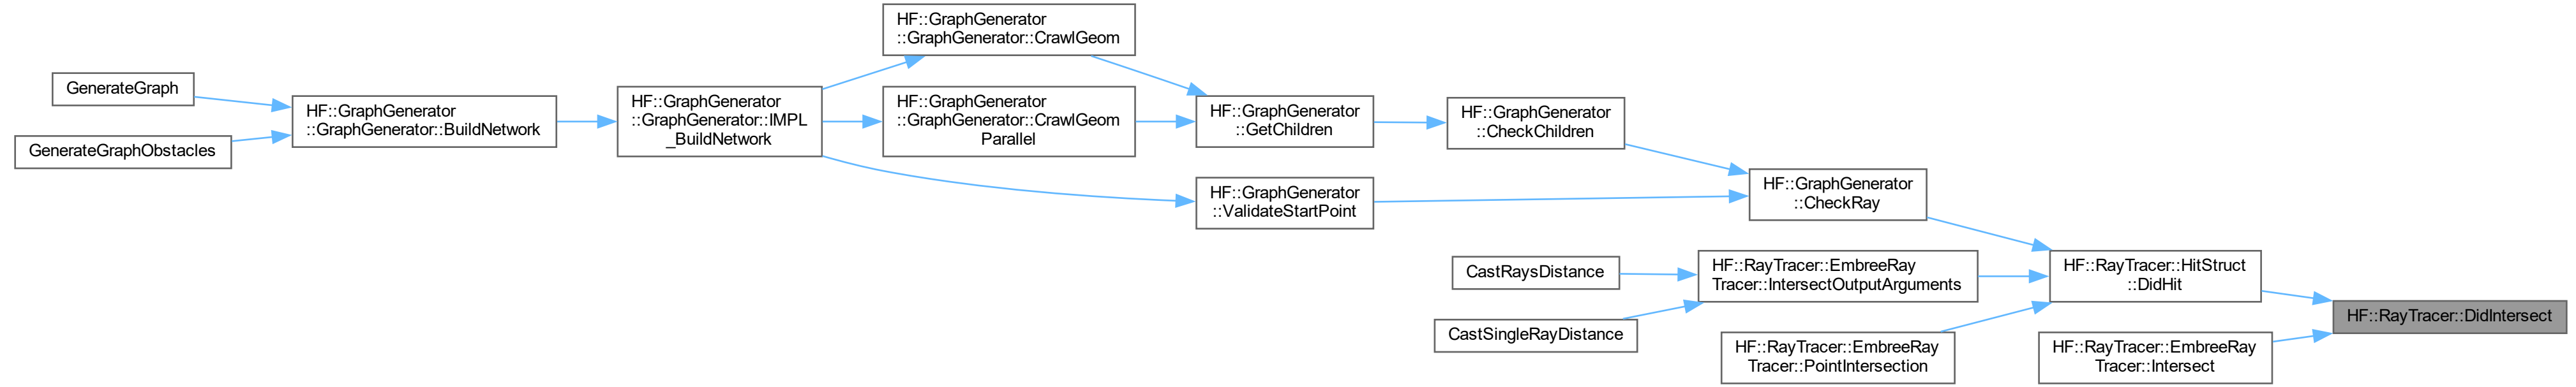 GenerateGraph
GenerateGraphObstacles
HF::GraphGenerator
::GraphGenerator::BuildNetwork
HF::GraphGenerator
::GraphGenerator::IMPL
_BuildNetwork
HF::GraphGenerator
::GraphGenerator::CrawlGeom
HF::GraphGenerator
::GraphGenerator::CrawlGeom
Parallel
HF::GraphGenerator
::GetChildren
HF::GraphGenerator
::ValidateStartPoint
HF::GraphGenerator
::CheckChildren
CastRaysDistance
CastSingleRayDistance
HF::GraphGenerator
::CheckRay
HF::RayTracer::EmbreeRay
Tracer::IntersectOutputArguments
HF::RayTracer::EmbreeRay
Tracer::PointIntersection
HF::RayTracer::HitStruct
::DidHit
HF::RayTracer::EmbreeRay
Tracer::Intersect
HF::RayTracer::DidIntersect